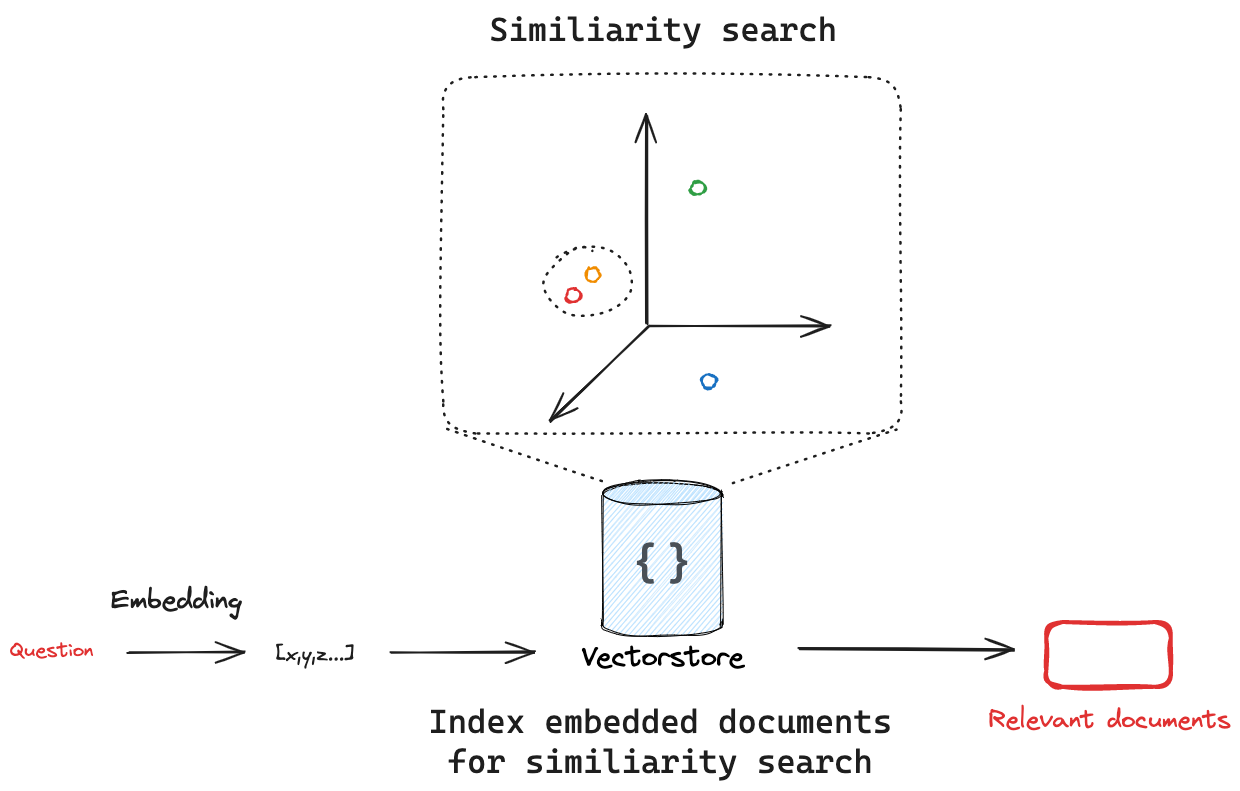 Similiarity search
{ }
Embedding
Question
[x,y,z...]
Vectorstore
Index embedded documents
for similiarity search
Relevant documents